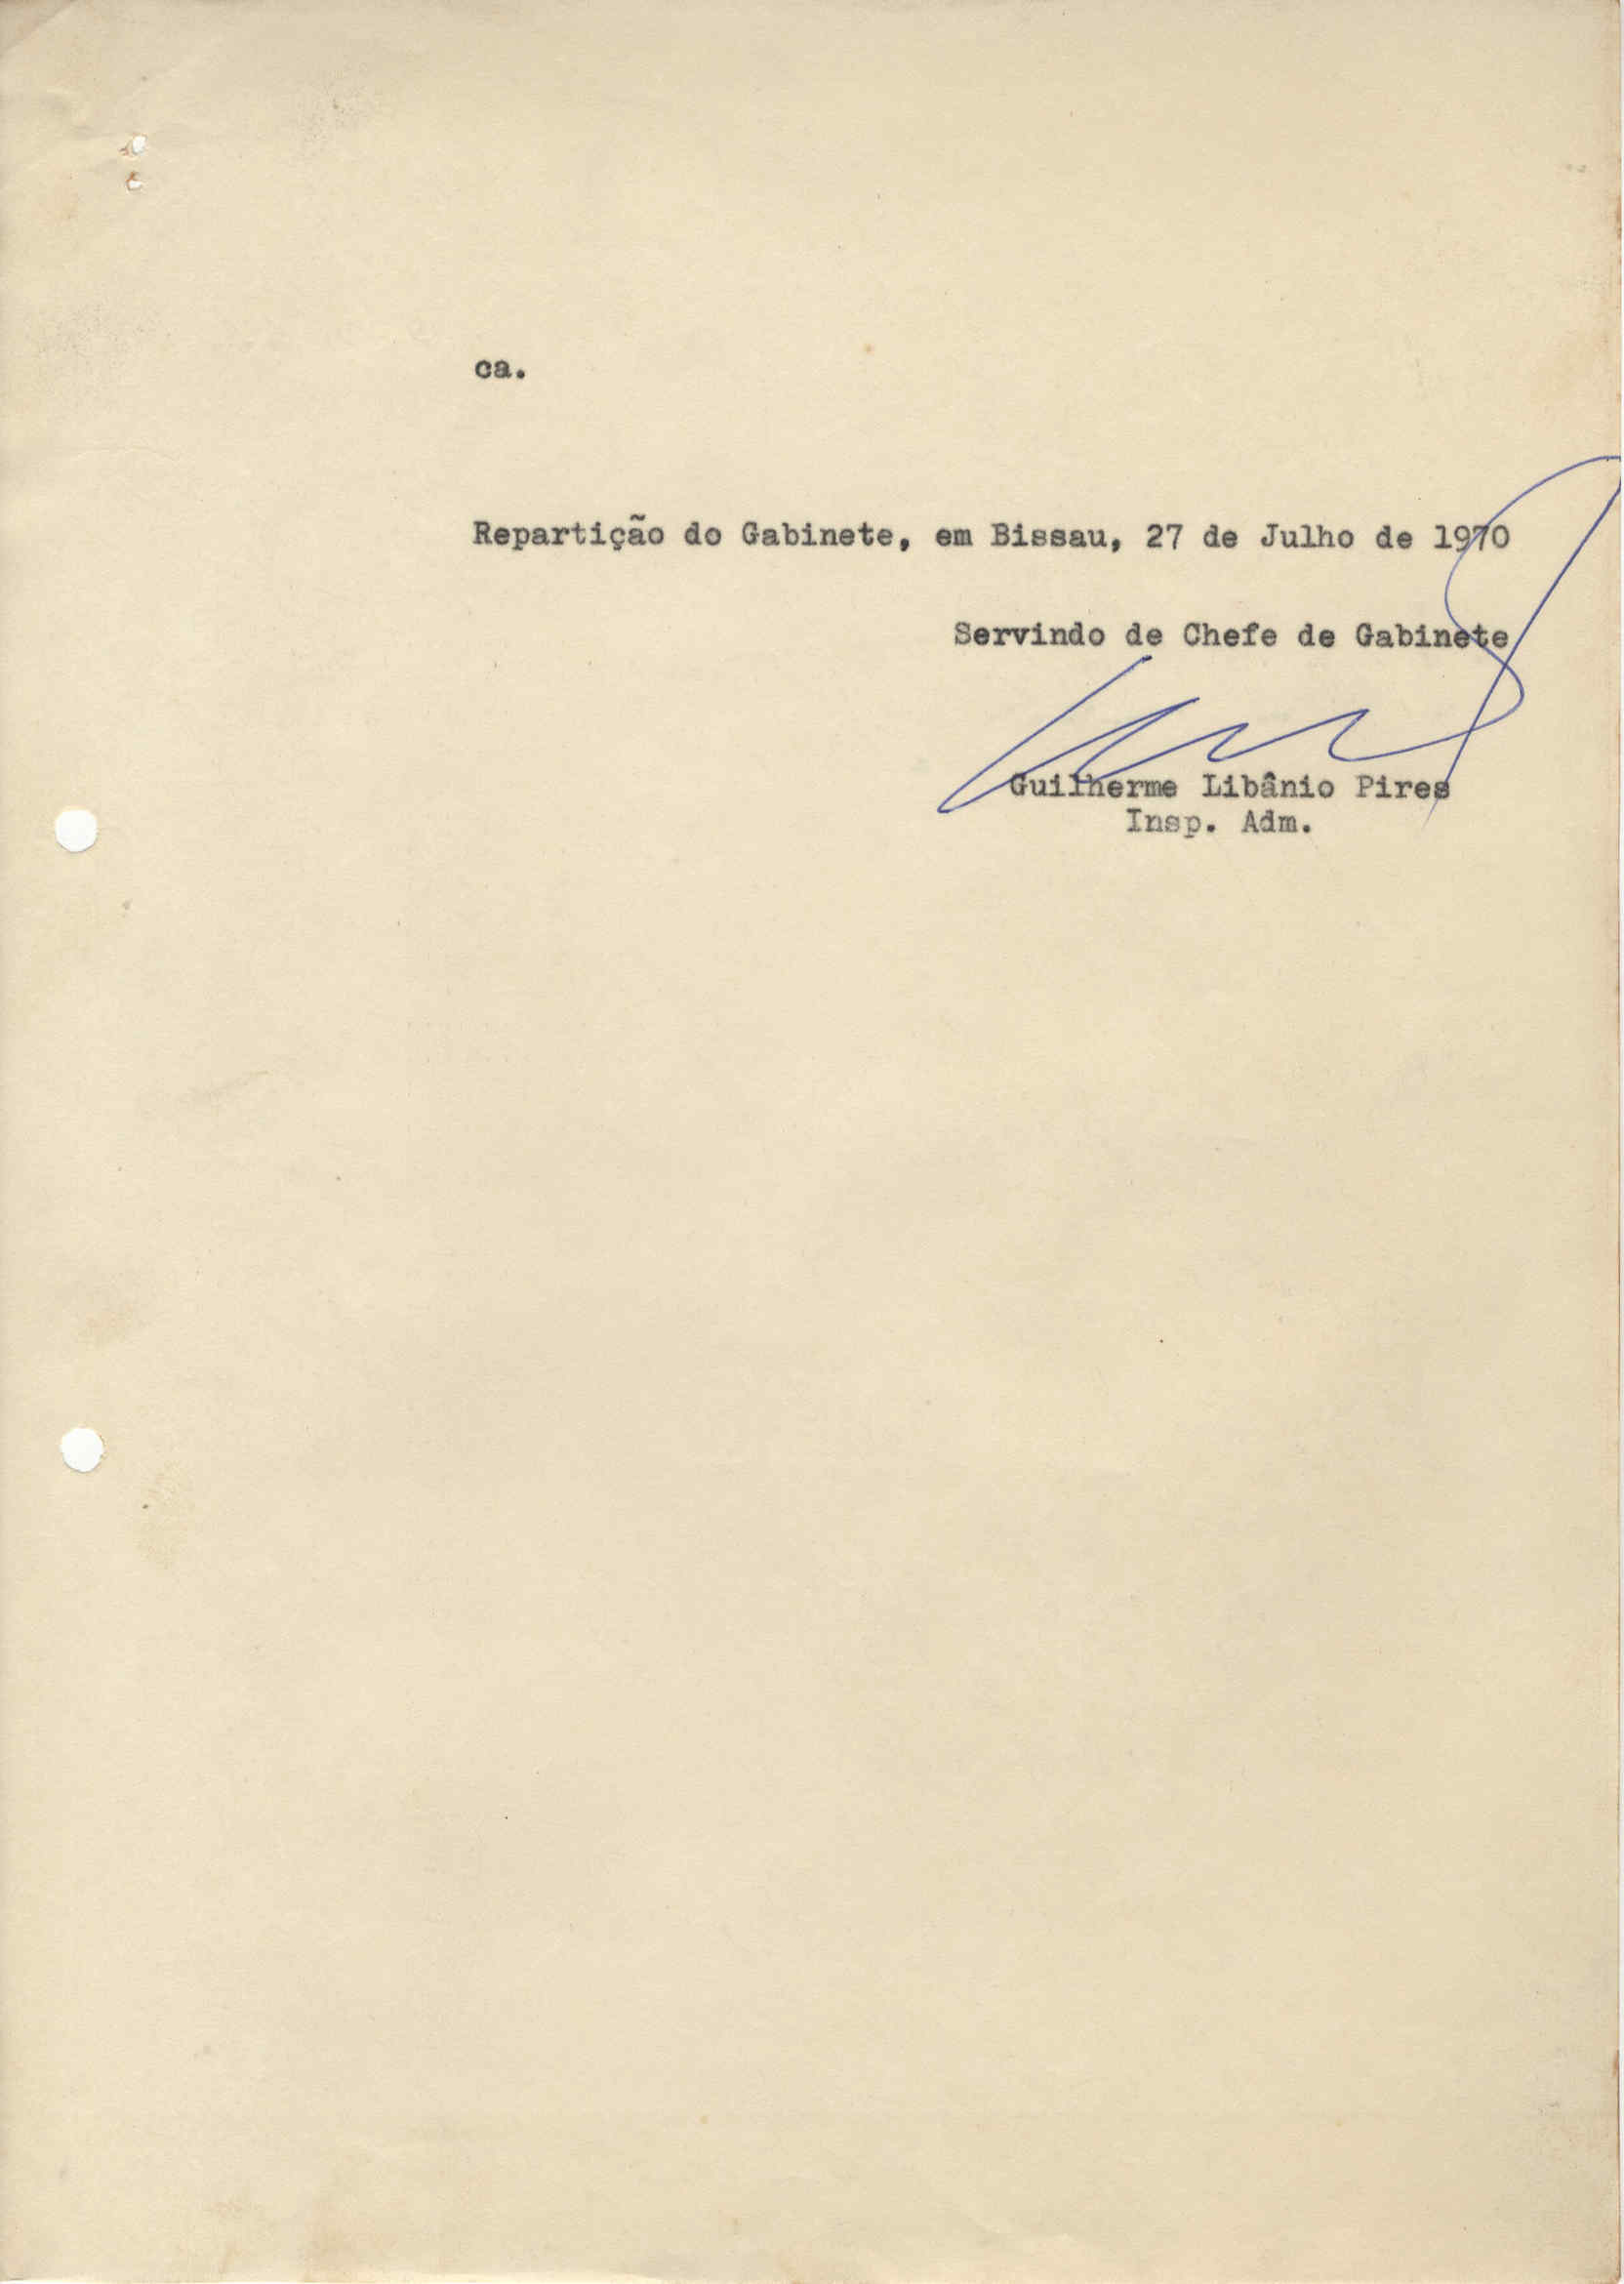 ca.
Repartição do Gabinete, em Bissau, 27 de Julho de 1970
Servindo de Chefe de Gabinete
Guilherme Libânio Pires
Insp. Adm.